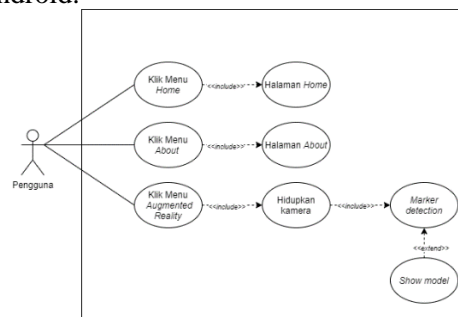 ndroid.
Klik Menu
Home
<<include>>
Halaman Home
Klik Menu
About
<<include>>
Halaman About
Pengguna
Klik Menu
Augmented
Reality
<<include>>
Hidupkan
kamera
<<include>>
Marker
detection
<<extend>>
Show model